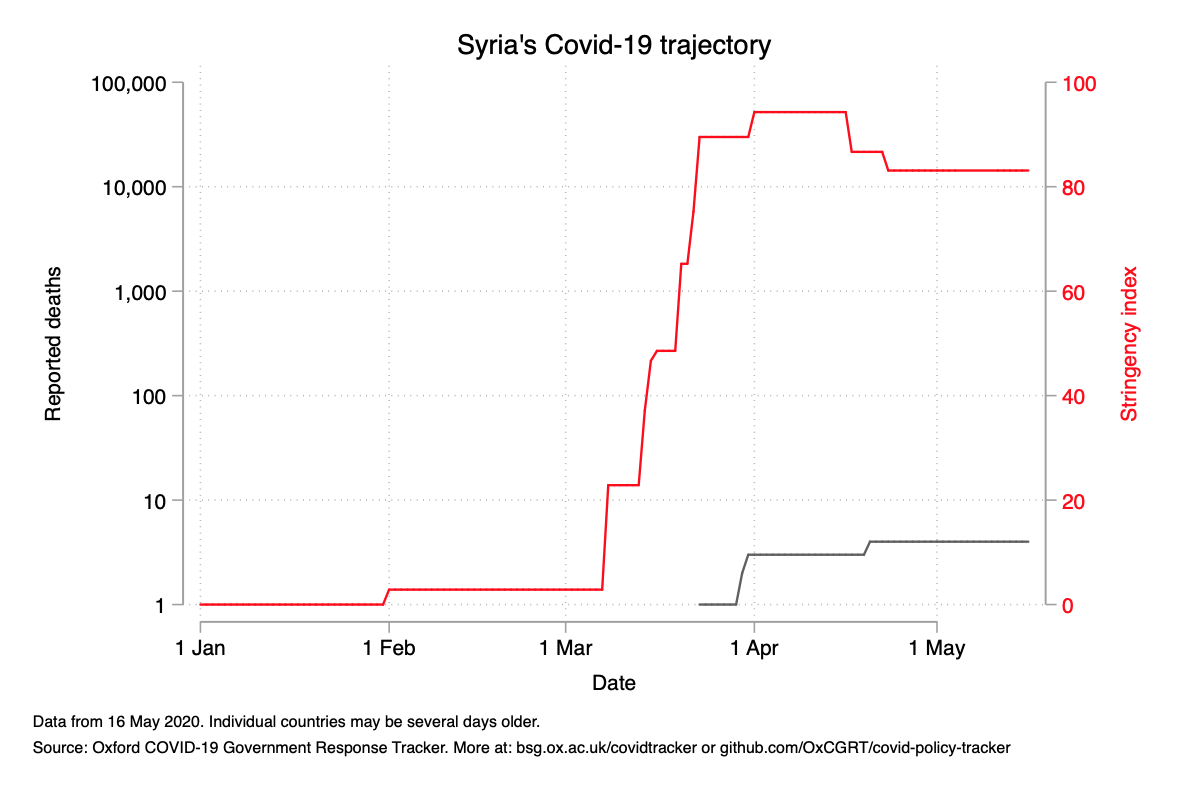 Syria's Covid-19 trajectory
100,000
10,000
1,000
100
10
1
Reported deaths
100
80
60
40
20
0
Stringency index
1 Jan
1 Feb
1 Mar
1 Apr
1 May
Date
Data from 16 May 2020. Individual countries may be several days older.
Source: Oxford COVID-19 Government Response Tracker. More at: bsg.ox.ac.uk/covidtracker or github.com/OxCGRT/covid-policy-tracker